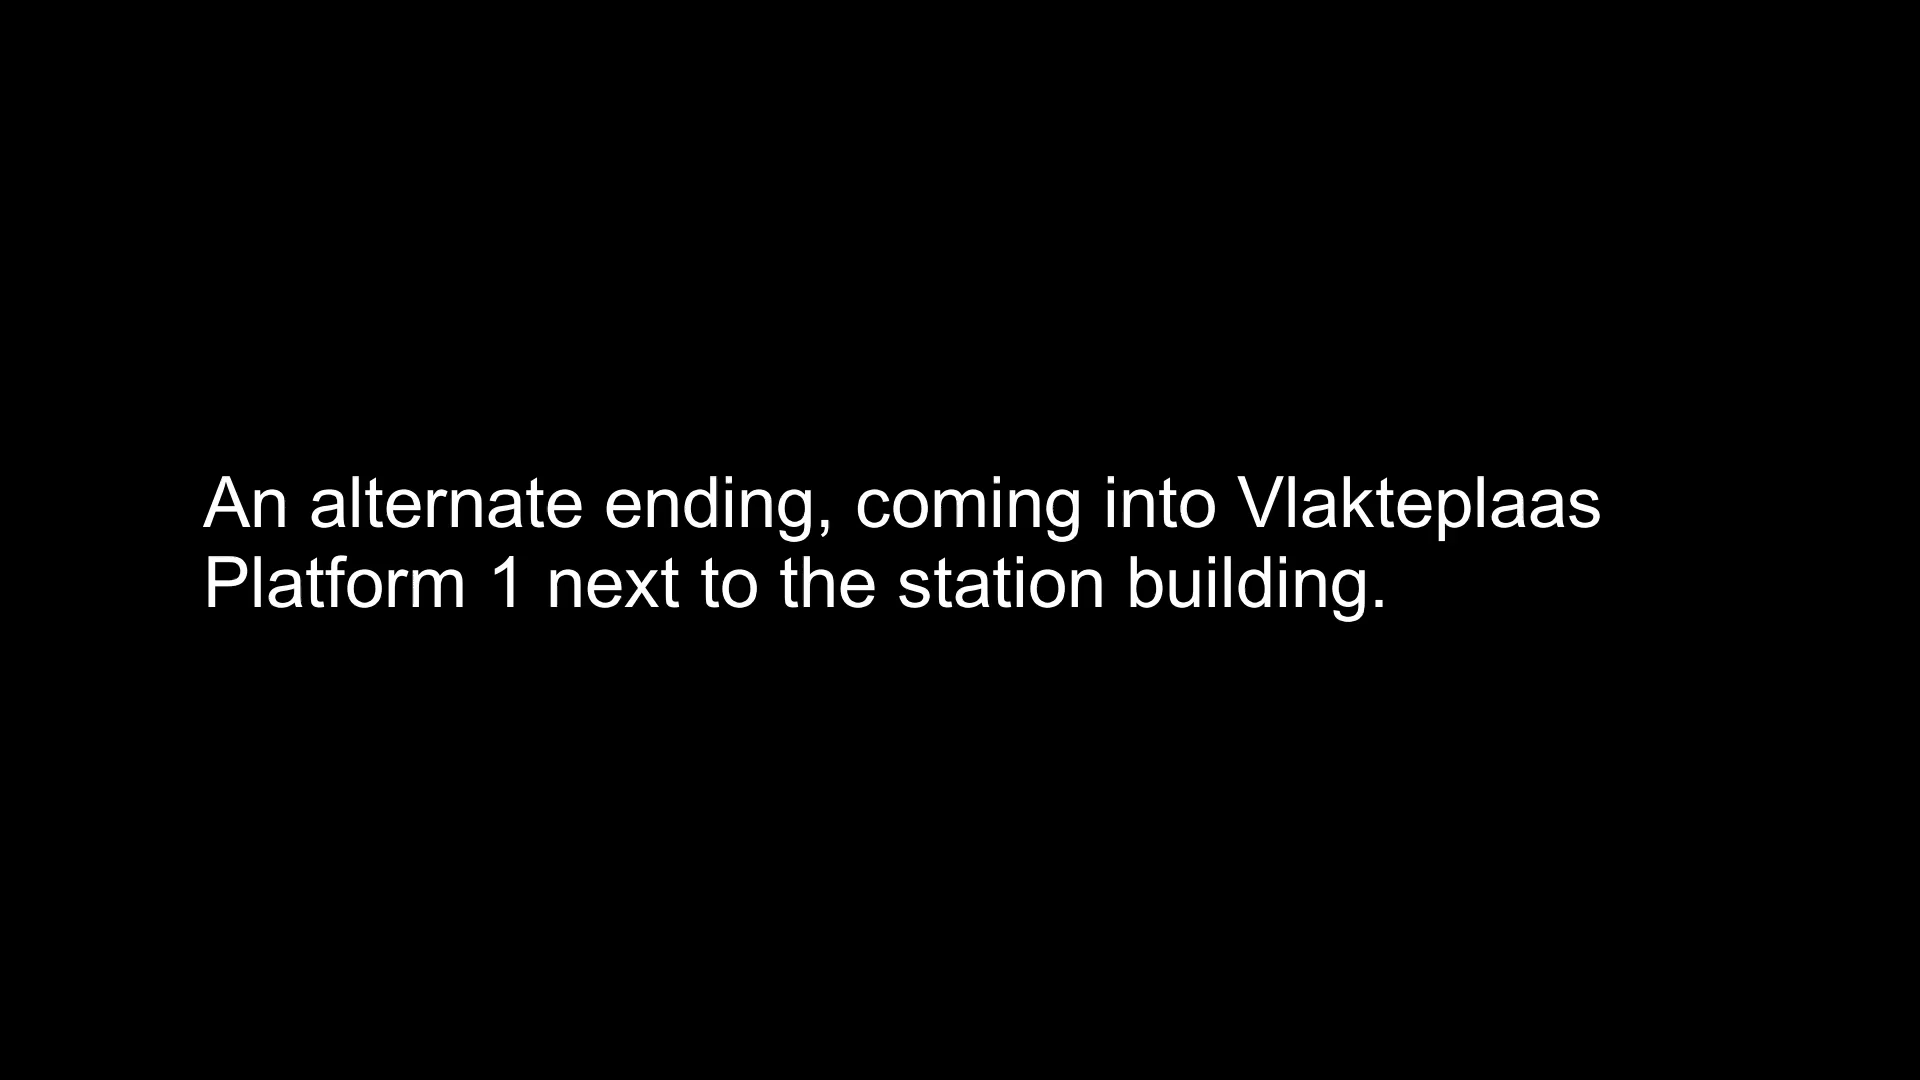 An alternate ending, coming into Vlakteplaas
Platform 1 next to the station building.